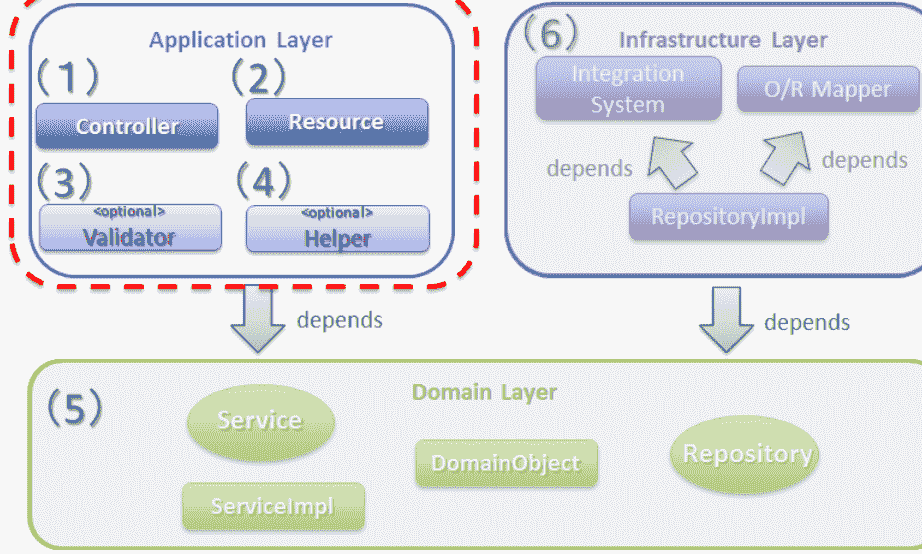 Application Layer
(1)
(2)
Controller
Resource
(3)
(4)
<optional>
Validator
<optional>
Helper
depends
(6)
Infrastructure Layer
Integration
System
O/R Mapper
depends
depends
RepositoryImpl
depends
(5)
Domain Layer
Service
ServiceImpl
DomainObject
Repository